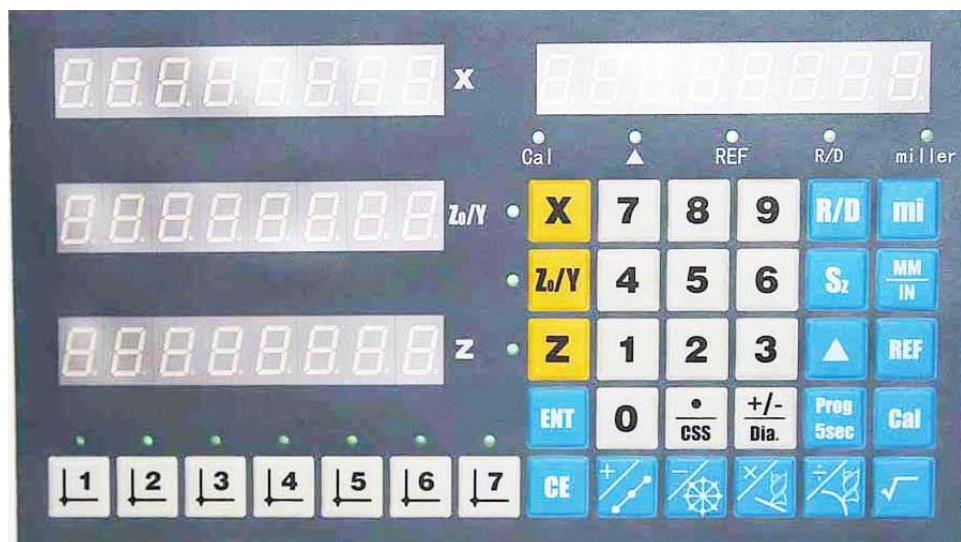 X
Cal ▲ REF R/D miller
Z₀/Y
X 7 8 9 R/D mi
Z₀/Y 4 5 6 Sz MM/IN
Z
Z 1 2 3 ▲ REF
ENT 0 •/CSS +/-/Dia. Prog 5sec Cal
1 2 3 4 5 6 7 CE + − × ÷ √